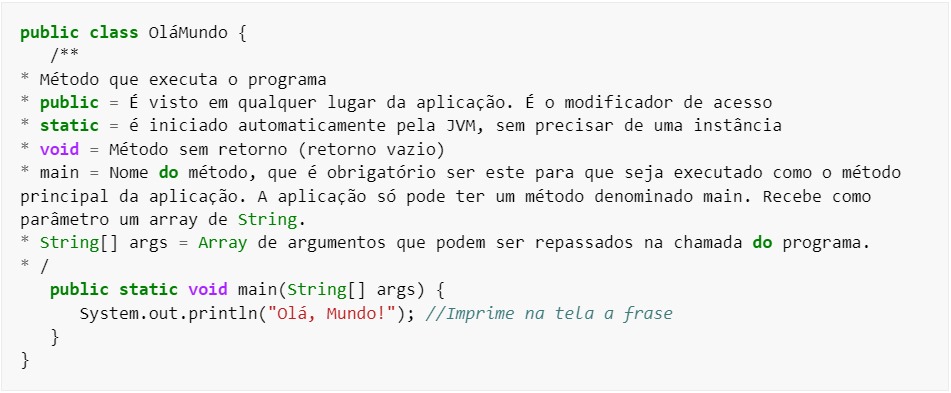 public class OláMundo {
/**
* Método que executa o programa
* public = É visto em qualquer lugar da aplicação. É o modificador de acesso
* static = é iniciado automaticamente pela JVM, sem precisar de uma instância
* void = Método sem retorno (retorno vazio)
* main = Nome do método, que é obrigatório ser este para que seja executado como o método
principal da aplicação. A aplicação só pode ter um método denominado main. Recebe como
parâmetro um array de String.
* String[] args = Array de argumentos que podem ser repassados na chamada do programa.
* /
public static void main(String[] args) {
System.out.println("Olá, Mundo!"); //Imprime na tela a frase
}
}